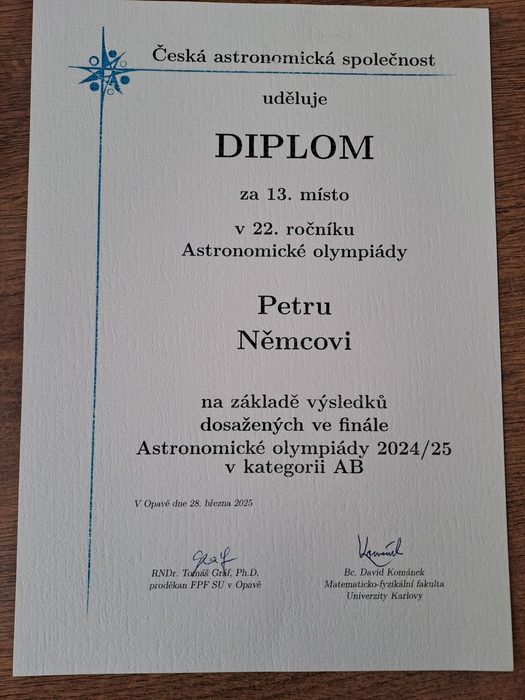 Česká astronomická společnost
uděluje
DIPLOM
za 13. místo
v 22. ročníku
Astronomické olympiády
Petru
Němcovi
na základě výsledků
dosažených ve finále
Astronomické olympiády 2024/25
v kategorii AB
V Opavě dne 28. března 2025
RNDr. Tomáš Gráf, Ph.D.
proděkan FPF SU v Opavě
Bc. David Kománek
Matematicko-fyzikální fakulta
Univerzity Karlovy